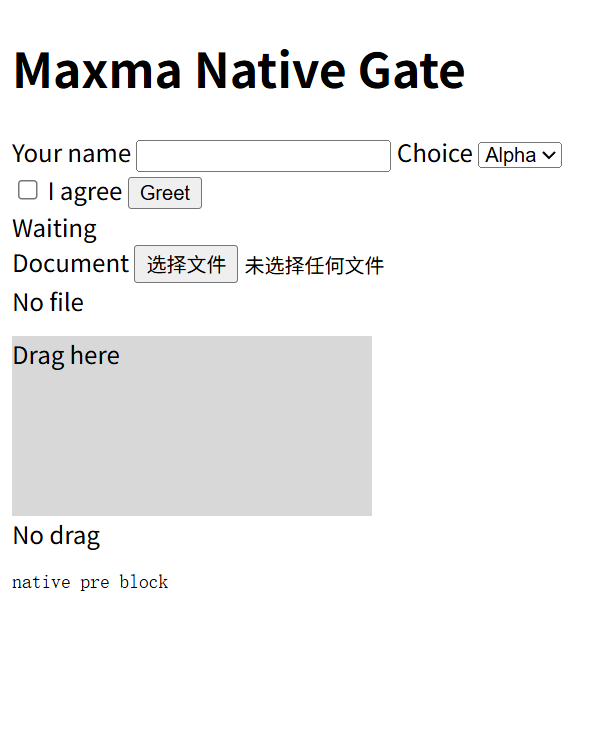 Maxma Native Gate
Your name Choice Alpha
I agree Greet
Waiting
Document 选择文件 未选择任何文件
No file
Drag here
No drag
native pre block